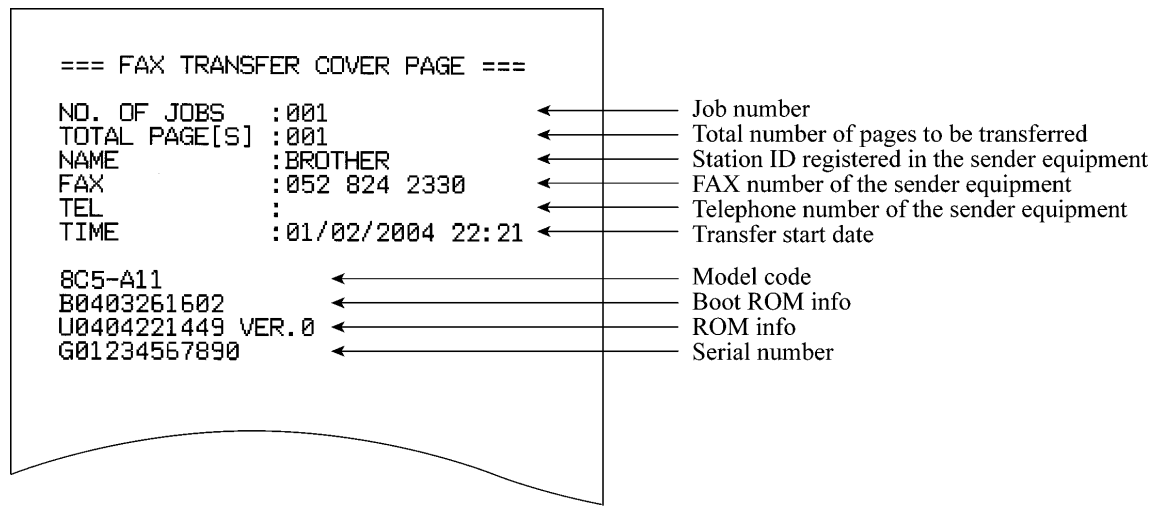 === FAX TRANSFER COVER PAGE ===
NO. OF JOBS :001 Job number
TOTAL PAGE[S] :001 Total number of pages to be transferred
NAME :BROTHER Station ID registered in the sender equipment
FAX :052 824 2330 FAX number of the sender equipment
TEL : Telephone number of the sender equipment
TIME :01/02/2004 22:21 Transfer start date
8C5-A11 Model code
B0403261602 Boot ROM info
U0404221449 VER.0 ROM info
G01234567890 Serial number